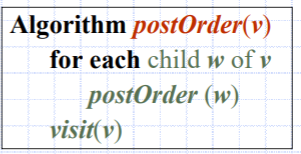 Algorithm postOrder(v)
for each child w of v
postOrder (w)
visit(v)